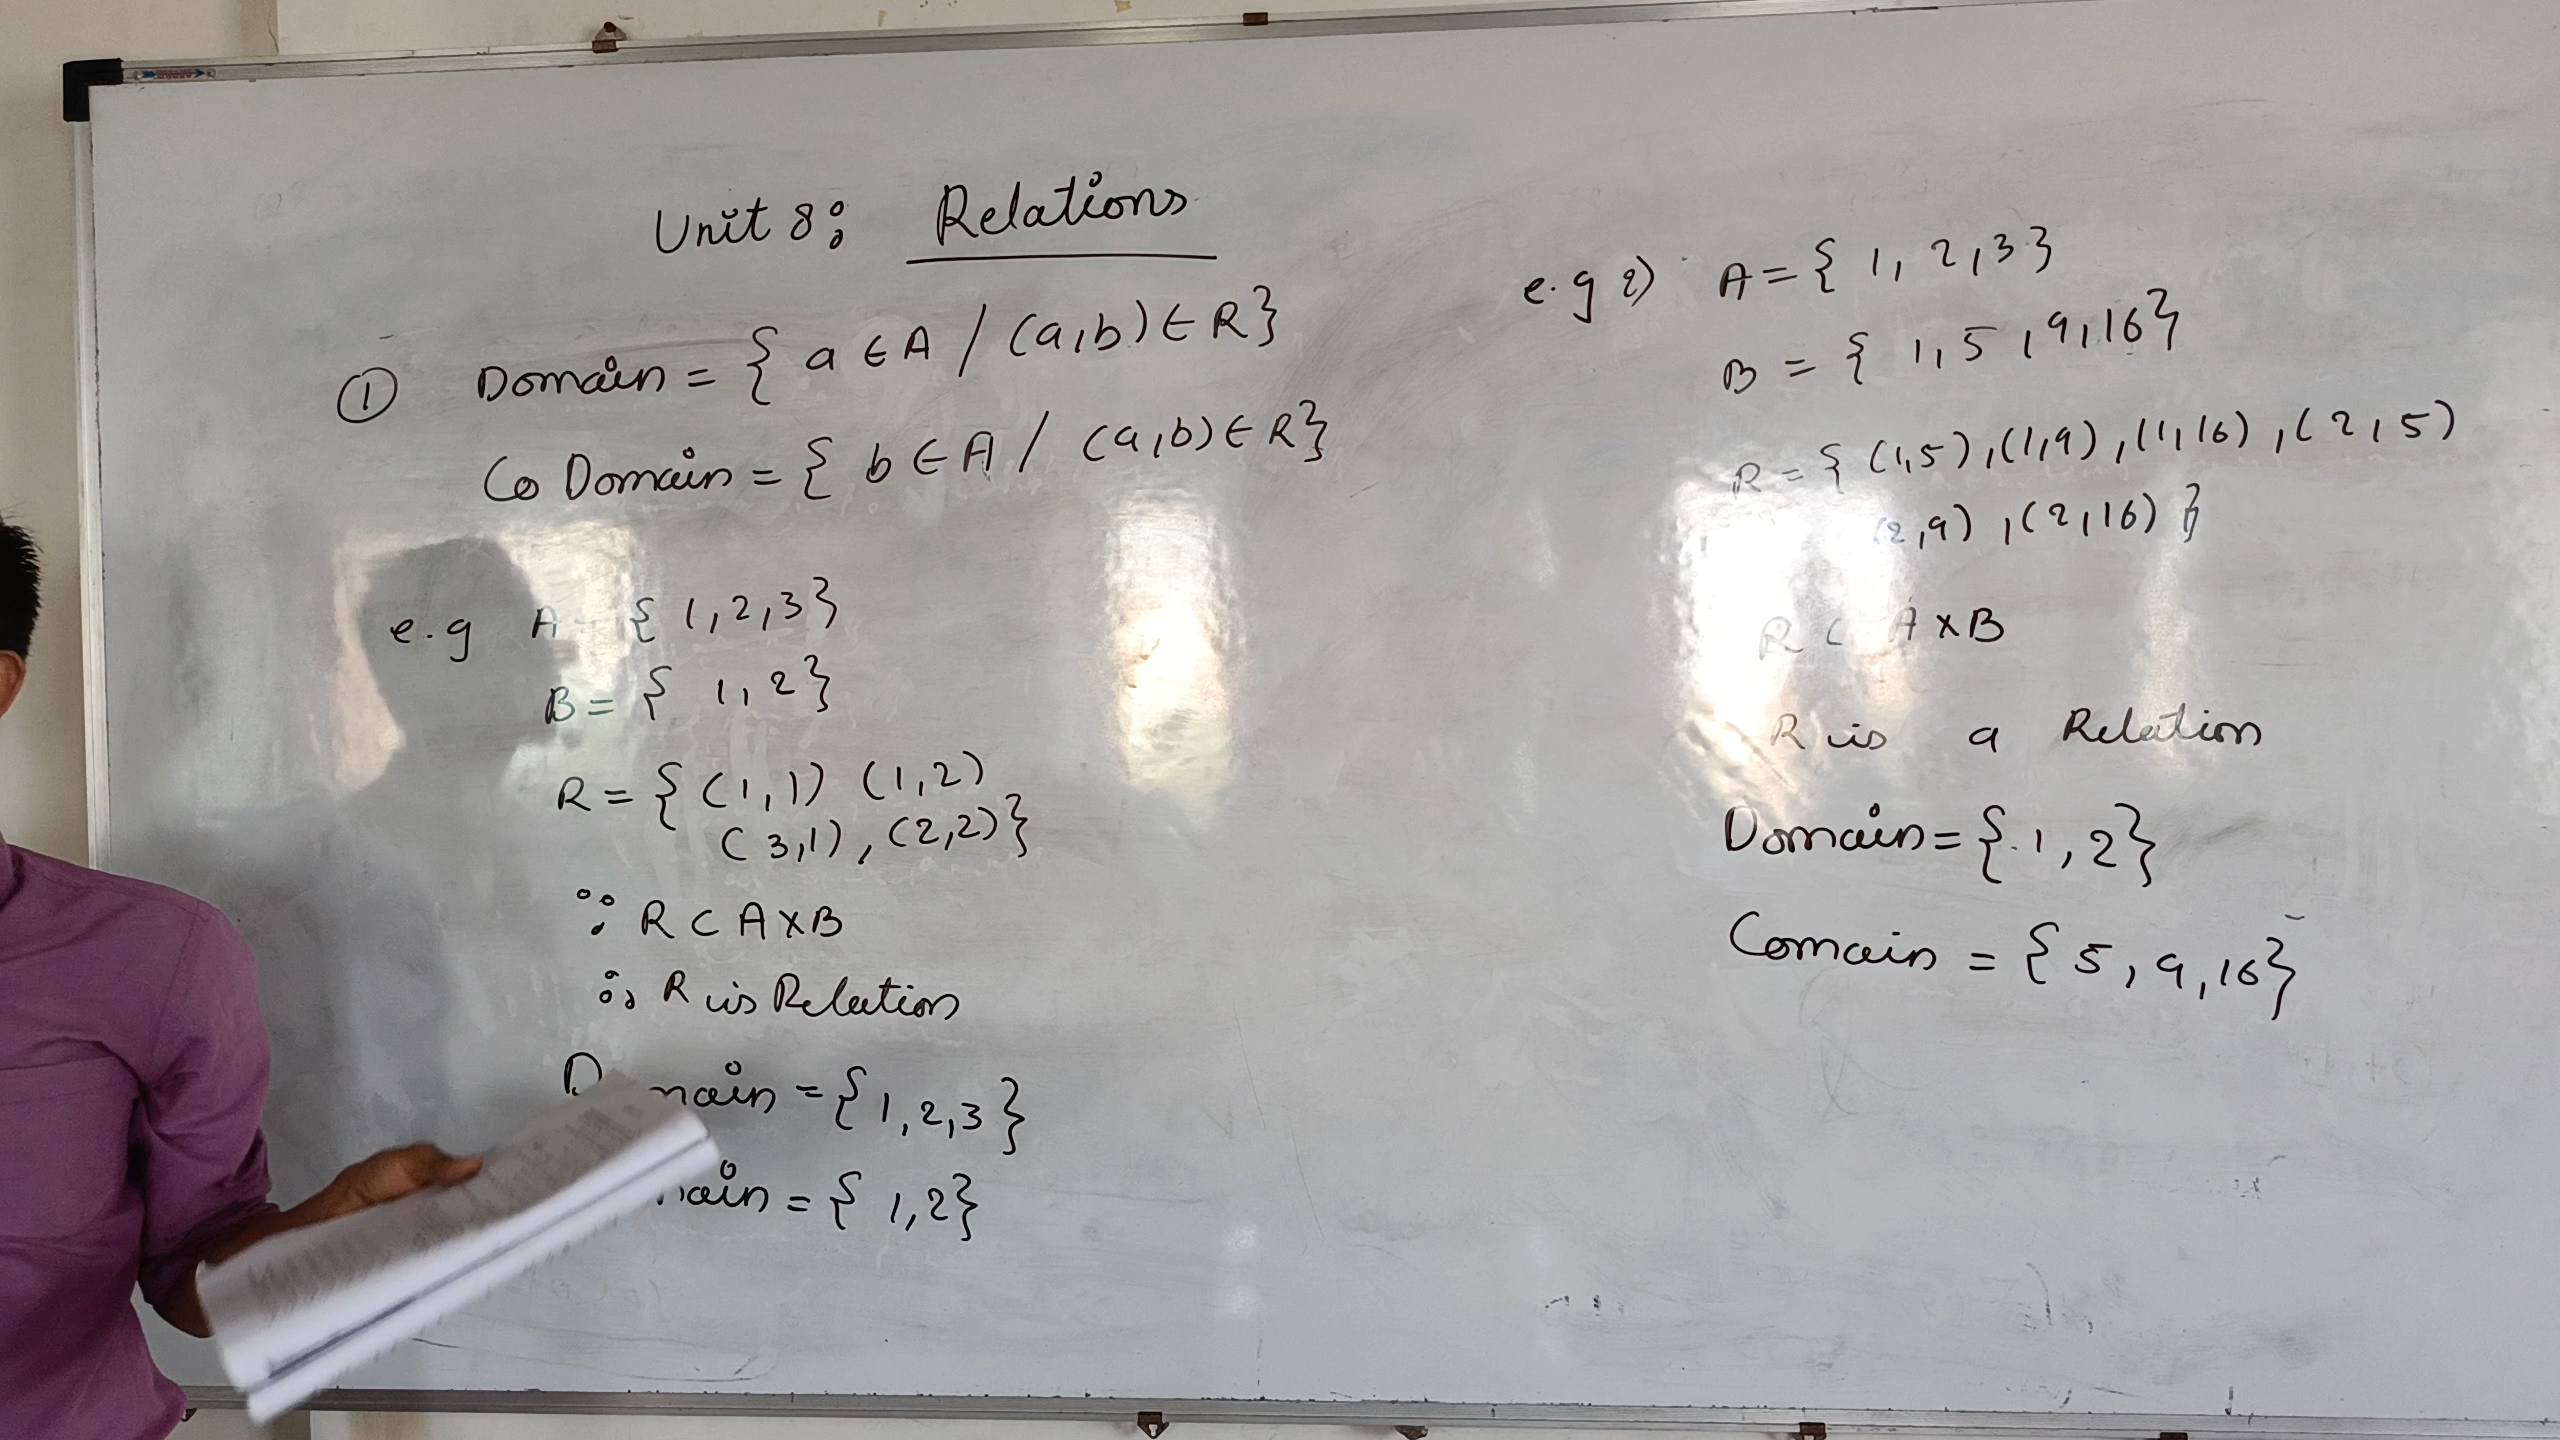 Unit 8: Relations
① Domain = { a ∈ A / (a,b) ∈ R}
Co Domain = { b ∈ A / (a,b) ∈ R}
e.g A = { 1,2,3}
B = { 1,2}
R = { (1,1) (1,2)
(3,1), (2,2)}
∵ R ⊂ A×B
∴ R is Relation
Domain = { 1,2,3}
main = { 1,2}
e.g 2) A = { 1, 2, 3}
B = { 1, 5, 9, 16}
R = { (1,5), (1,9), (1,16), (2,5)
(2,9), (2,16) }
R ⊂ A×B
R is a Relation
Domain = { 1, 2}
Comain = { 5, 9, 16}